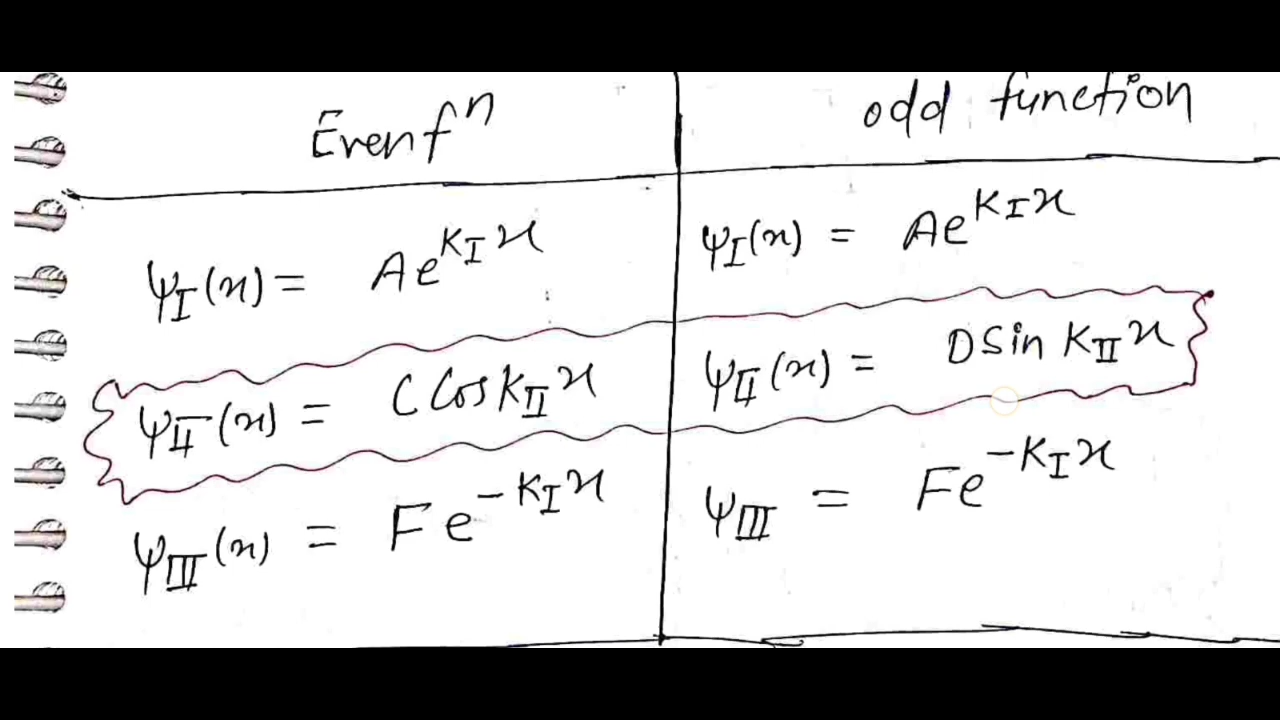 Even fⁿ
odd function
ψ_I(x) = Ae^{K_I x}
ψ_I(x) = Ae^{K_I x}
ψ_II(x) = C Cos K_II x
ψ_II(x) = D Sin K_II x
ψ_III(x) = Fe^{-K_I x}
ψ_III = Fe^{-K_I x}